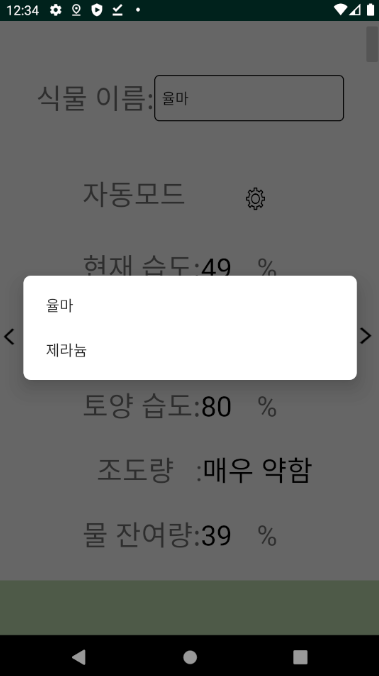 12:34
식물 이름:
율마
자동모드
현재 습도:49 %
율마
제라늄
토양 습도:80 %
조도량 :매우 약함
물 잔여량:39 %